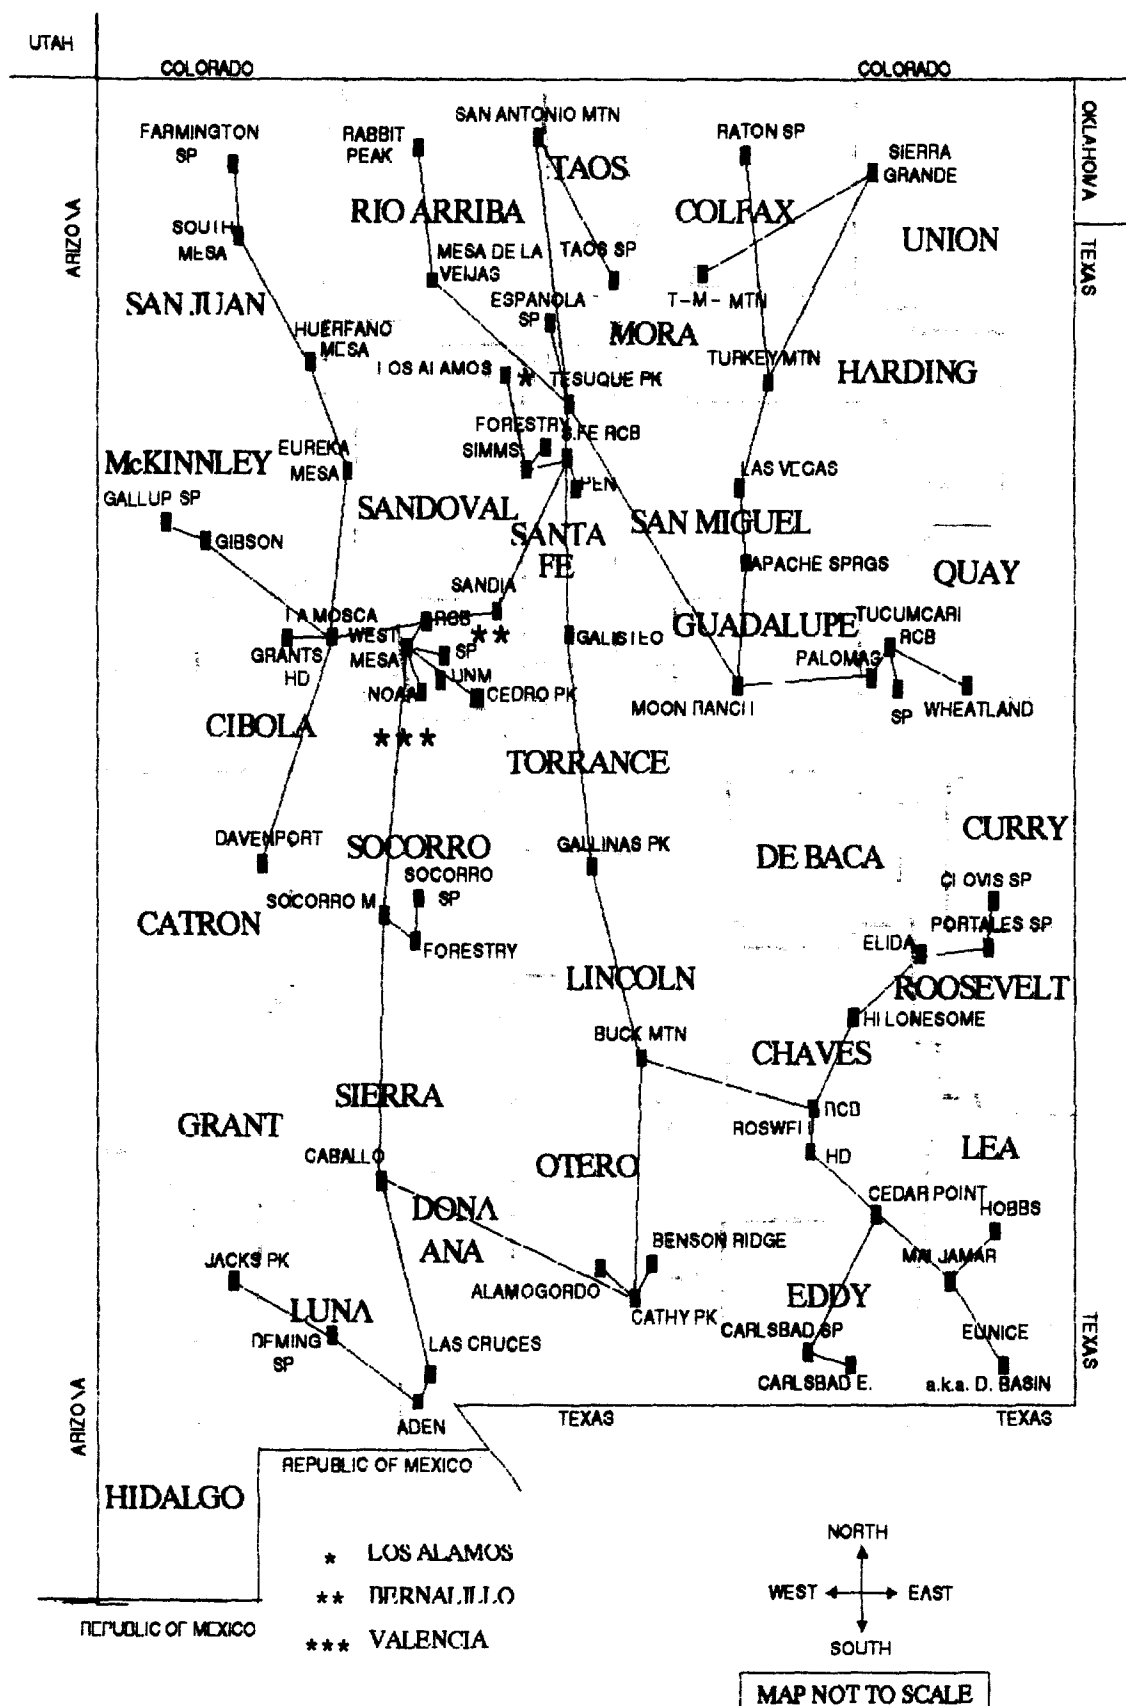 UTAH
COLORADO
COLORADO
OKLAHOMA
ARIZONA
TEXAS
FARMINGTON
SP
RABBIT
PEAK
SAN ANTONIO MTN
TAOS
RATON SP
SIERRA
GRANDE
SOUTH
MESA
RIO ARRIBA
COLFAX
UNION
MESA DE LA
VEIJAS
TAOS SP
T-M- MTN
SAN JUAN
ESPANOLA
SP
MORA
HUERFANO
MESA
LOS ALAMOS
*
TESUQUE PK
TURKEY MTN
HARDING
FORESTRY
S.FE RCB
SIMMS
PEN
McKINNLEY
EUREKA
MESA
LAS VEGAS
GALLUP SP
GIBSON
SANDOVAL
SANTA
FE
SAN MIGUEL
APACHE SPRGS
QUAY
SANDIA
LA MOSCA
WEST
MESA
RCB
**
GALISTEO
GUADALUPE
TUCUMCARI
RCB
GRANTS
HD
SP
UNM
NOAA
CEDRO PK
PALOMAS
MOON RANCH
SP
WHEATLAND
CIBOLA
***
TORRANCE
DAVENPORT
SOCORRO
GALLINAS PK
DE BACA
CURRY
SOCORRO
SP
CLOVIS SP
SOCORRO M
CATRON
FORESTRY
PORTALES SP
ELIDA
LINCOLN
ROOSEVELT
HI LONESOME
BUCK MTN
CHAVES
SIERRA
GRANT
RCB
ROSWELL
HD
LEA
CABALLO
OTERO
DONA
ANA
CEDAR POINT
HOBBS
BENSON RIDGE
MALJAMAR
JACKS PK
ALAMOGORDO
CATHY PK
EDDY
LUNA
DEMING
SP
LAS CRUCES
CARLSBAD SP
EUNICE
CARLSBAD E.
a.k.a. D. BASIN
TEXAS
ARIZONA
ADEN
TEXAS
TEXAS
REPUBLIC OF MEXICO
HIDALGO
NORTH
WEST
EAST
SOUTH
* LOS ALAMOS
** BERNALILLO
*** VALENCIA
REPUBLIC OF MEXICO
MAP NOT TO SCALE